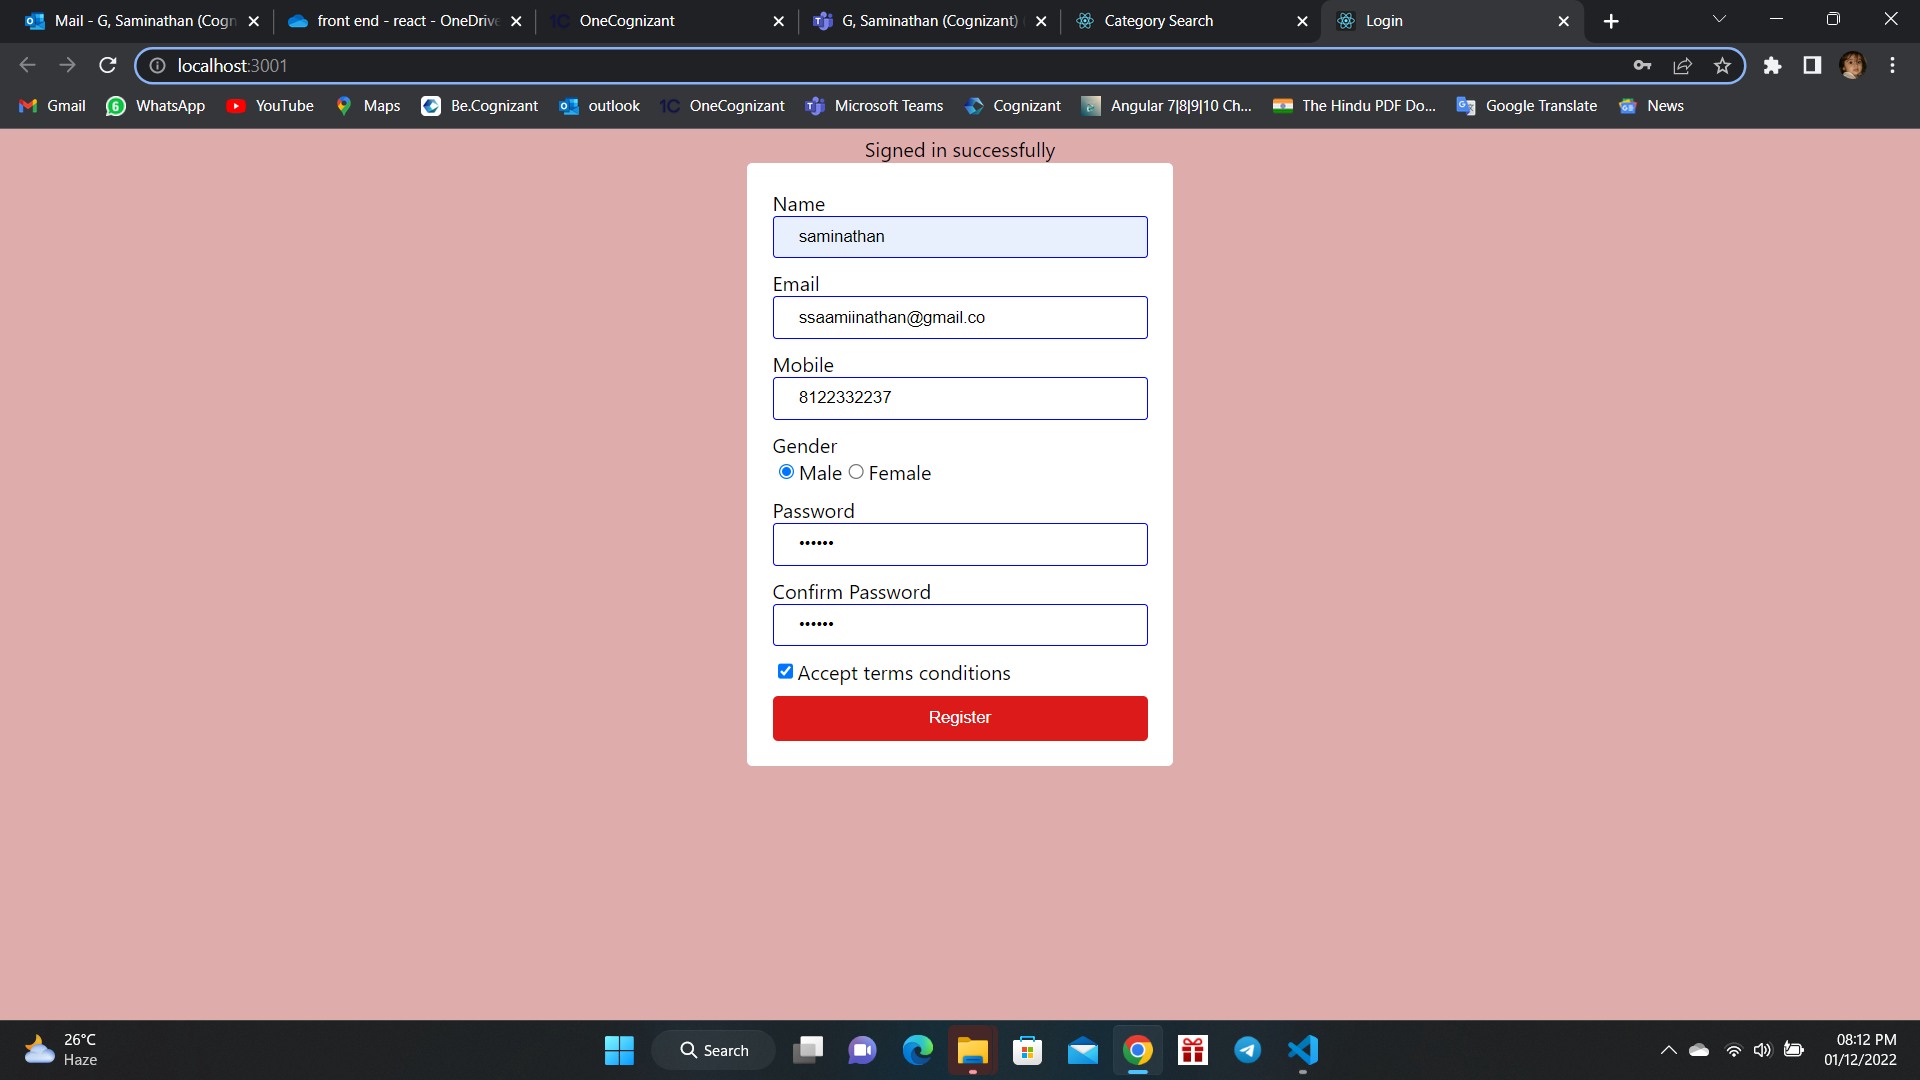 Mail - G, Saminathan (Cogn
front end - react - OneDrive
1C OneCognizant
G, Saminathan (Cognizant)
Category Search
Login
localhost:3001
Gmail
6 WhatsApp
YouTube
Maps
Be.Cognizant
outlook
1C OneCognizant
Microsoft Teams
Cognizant
Angular 7|8|9|10 Ch...
The Hindu PDF Do...
Google Translate
News
Signed in successfully
Name
saminathan
Email
ssaamiinathan@gmail.co
Mobile
8122332237
Gender
Male Female
Password
••••••
Confirm Password
••••••
Accept terms conditions
Register
26°C
Haze
Search
08:12 PM
01/12/2022